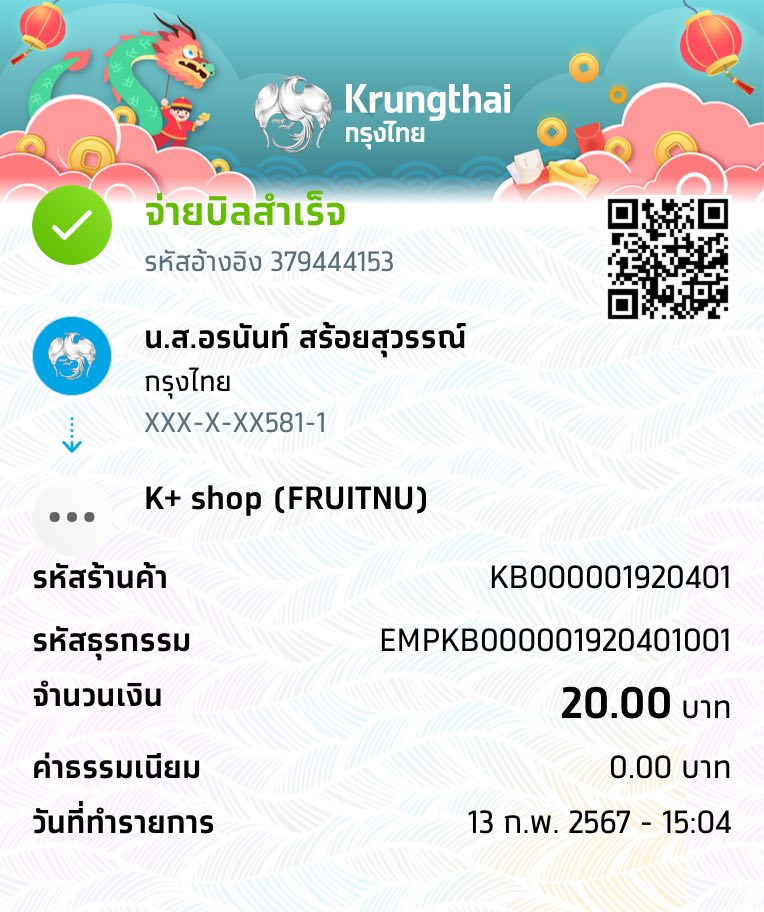 Krungthai
กรุงไทย
จ่ายบิลสำเร็จ
รหัสอ้างอิง 379444153
น.ส.อรนันท์ สร้อยสุวรรณ์
กรุงไทย
XXX-X-XX581-1
K+ shop (FRUITNU)
รหัสร้านค้า KB000001920401
รหัสธุรกรรม EMPKB000001920401001
จำนวนเงิน 20.00 บาท
ค่าธรรมเนียม 0.00 บาท
วันที่ทำรายการ 13 ก.พ. 2567 - 15:04